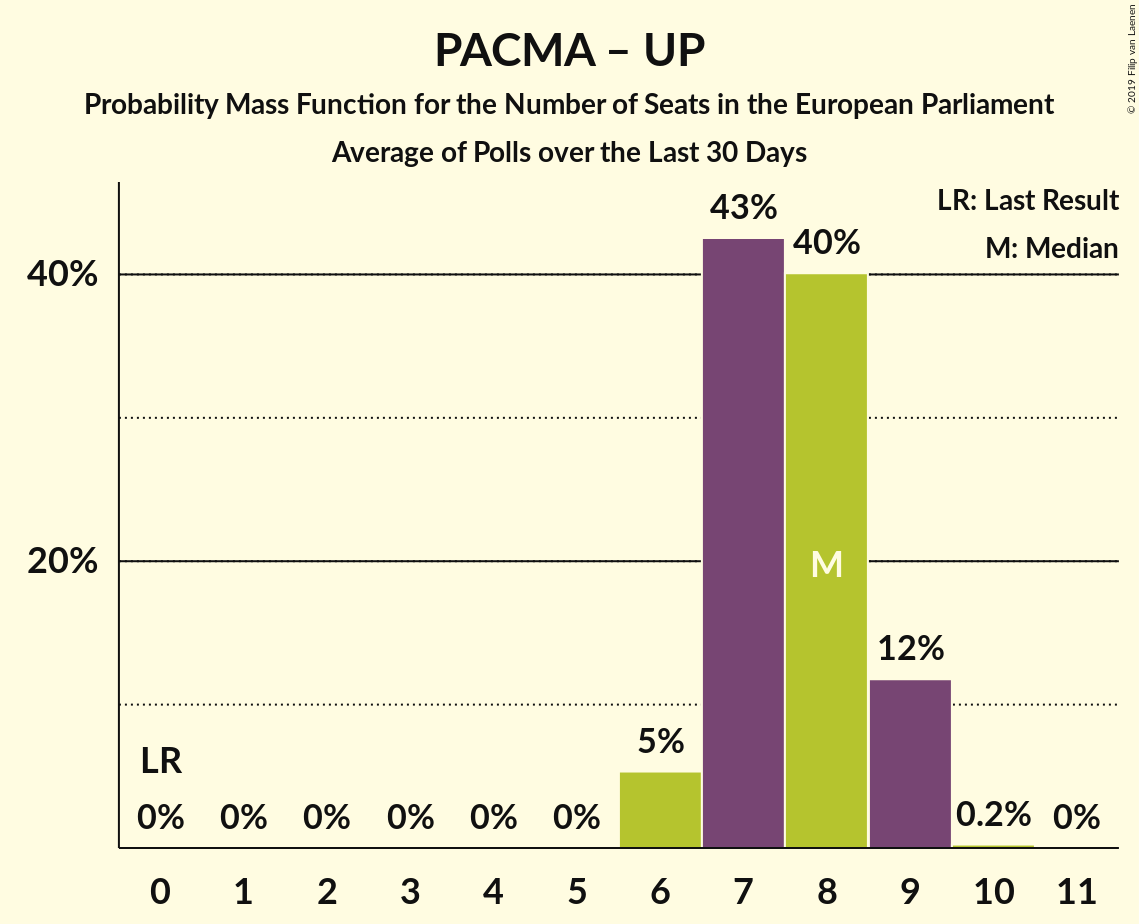 PACMA – UP
Probability Mass Function for the Number of Seats in the European Parliament
Average of Polls over the Last 30 Days
© 2019 Filip van Laenen
LR: Last Result
M: Median
43%
40%
40%
20%
M
12%
5%
LR
0%
0%
0%
0%
0%
0%
0.2%
0%
0 1 2 3 4 5 6 7 8 9 10 11